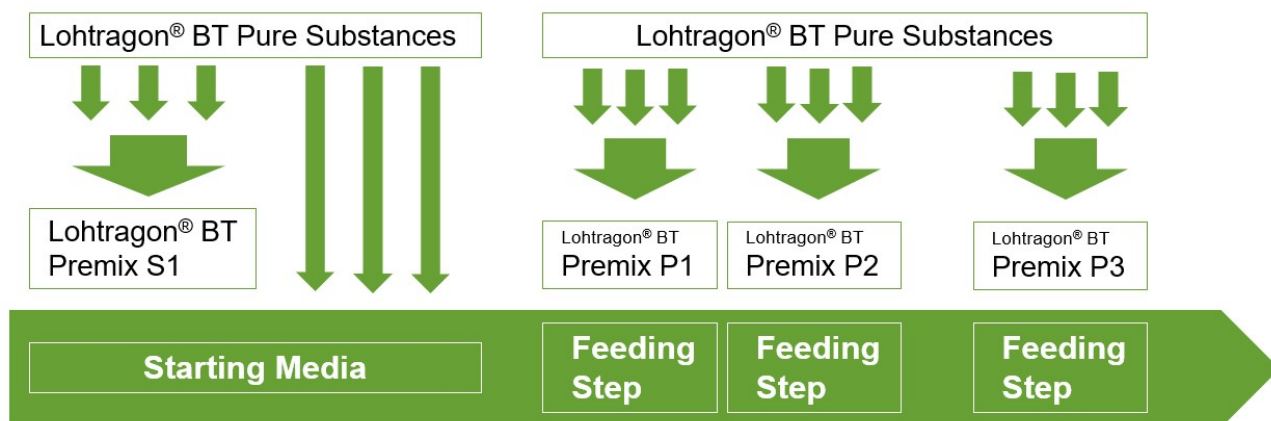 Lohtragon® BT Pure Substances
Lohtragon® BT Pure Substances
Lohtragon® BT
Premix S1
Lohtragon® BT
Premix P1
Lohtragon® BT
Premix P2
Lohtragon® BT
Premix P3
Starting Media
Feeding
Step
Feeding
Step
Feeding
Step